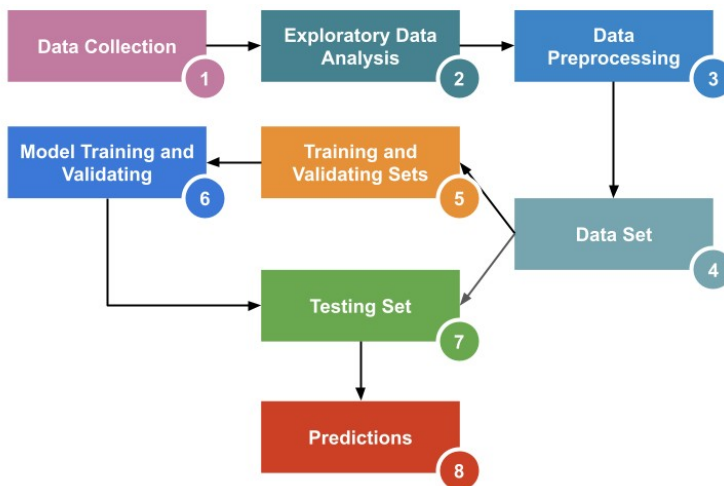 Data Collection
1
Exploratory Data
Analysis
2
Data
Preprocessing
3
Model Training and
Validating
6
Training and
Validating Sets
5
Data Set
4
Testing Set
7
Predictions
8